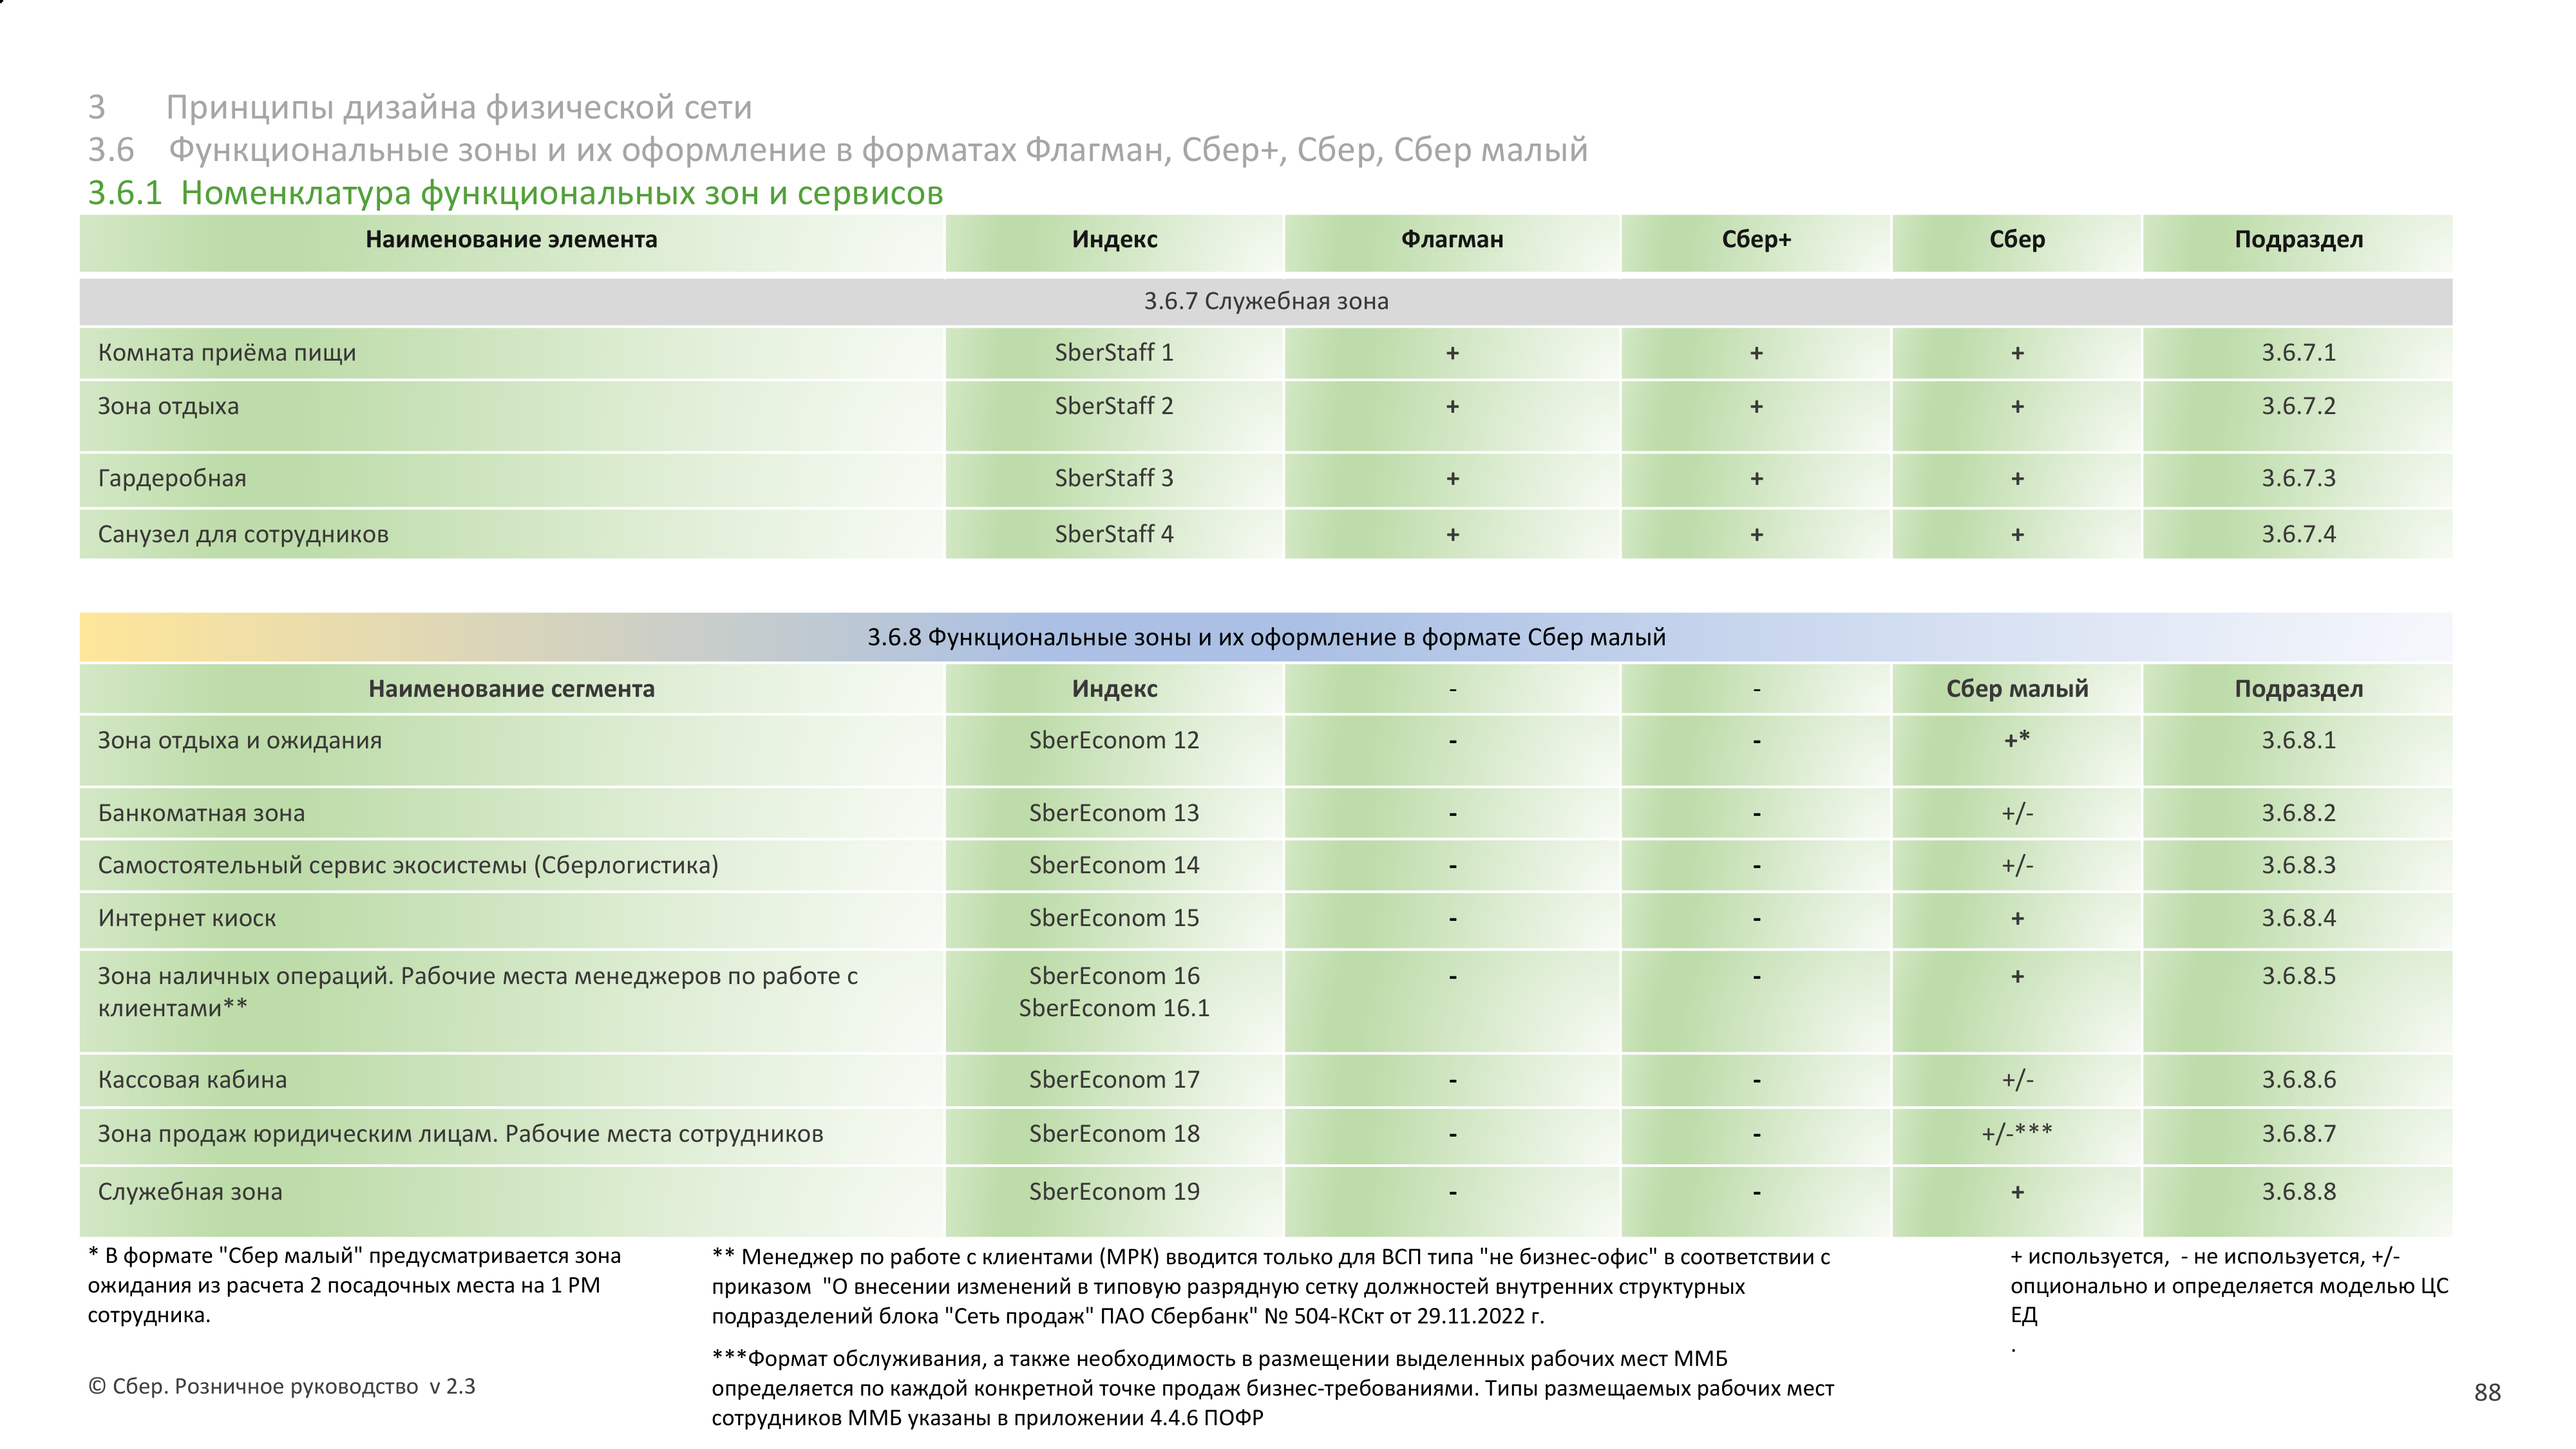 3 Принципы дизайна физической сети
3.6 Функциональные зоны и их оформление в форматах Флагман, Сбер+, Сбер, Сбер малый
3.6.1 Номенклатура функциональных зон и сервисов
Наименование элемента Индекс Флагман Сбер+ Сбер Подраздел
3.6.7 Служебная зона
Комната приёма пищи SberStaff 1 + + + 3.6.7.1
Зона отдыха SberStaff 2 + + + 3.6.7.2
Гардеробная SberStaff 3 + + + 3.6.7.3
Санузел для сотрудников SberStaff 4 + + + 3.6.7.4
3.6.8 Функциональные зоны и их оформление в формате Сбер малый
Наименование сегмента Индекс - - Сбер малый Подраздел
Зона отдыха и ожидания SberEconom 12 - - +* 3.6.8.1
Банкоматная зона SberEconom 13 - - +/- 3.6.8.2
Самостоятельный сервис экосистемы (Сберлогистика) SberEconom 14 - - +/- 3.6.8.3
Интернет киоск SberEconom 15 - - + 3.6.8.4
Зона наличных операций. Рабочие места менеджеров по работе с SberEconom 16 - - + 3.6.8.5
клиентами** SberEconom 16.1
Кассовая кабина SberEconom 17 - - +/- 3.6.8.6
Зона продаж юридическим лицам. Рабочие места сотрудников SberEconom 18 - - +/-*** 3.6.8.7
Служебная зона SberEconom 19 - - + 3.6.8.8
* В формате "Сбер малый" предусматривается зона
ожидания из расчета 2 посадочных места на 1 РМ
сотрудника.
** Менеджер по работе с клиентами (МРК) вводится только для ВСП типа "не бизнес-офис" в соответствии с
приказом "О внесении изменений в типовую разрядную сетку должностей внутренних структурных
подразделений блока "Сеть продаж" ПАО Сбербанк" № 504-КСкт от 29.11.2022 г.
***Формат обслуживания, а также необходимость в размещении выделенных рабочих мест ММБ
определяется по каждой конкретной точке продаж бизнес-требованиями. Типы размещаемых рабочих мест
сотрудников ММБ указаны в приложении 4.4.6 ПОФР
+ используется, - не используется, +/-
опционально и определяется моделью ЦС
ЕД
.
© Сбер. Розничное руководство v 2.3
88